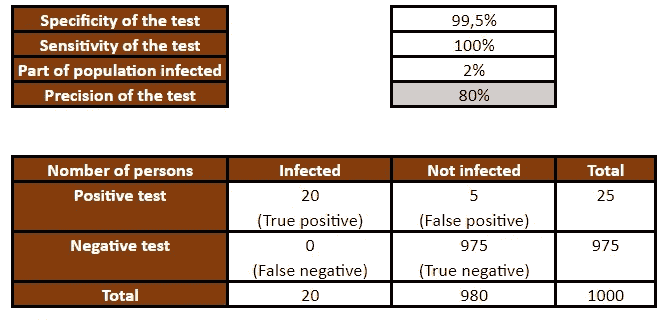 Specificity of the test 99,5%
Sensitivity of the test 100%
Part of population infected 2%
Precision of the test 80%
Nomber of persons Infected Not infected Total
Positive test 20 5 25
(True positive) (False positive)
Negative test 0 975 975
(False negative) (True negative)
Total 20 980 1000